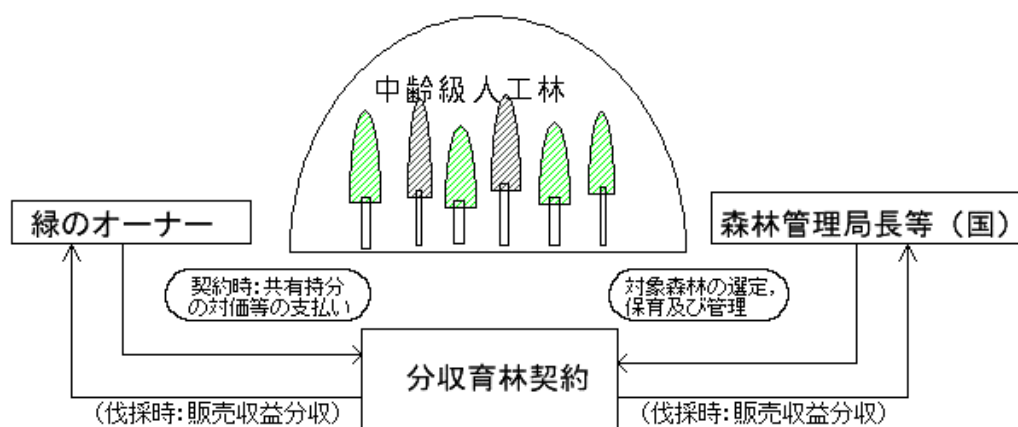 中齢級人工林
緑のオーナー
森林管理局長等（国）
契約時：共有持分
の対価等の支払い
対象森林の選定，
保育及び管理
分収育林契約
（伐採時：販売収益分収）
（伐採時：販売収益分収）